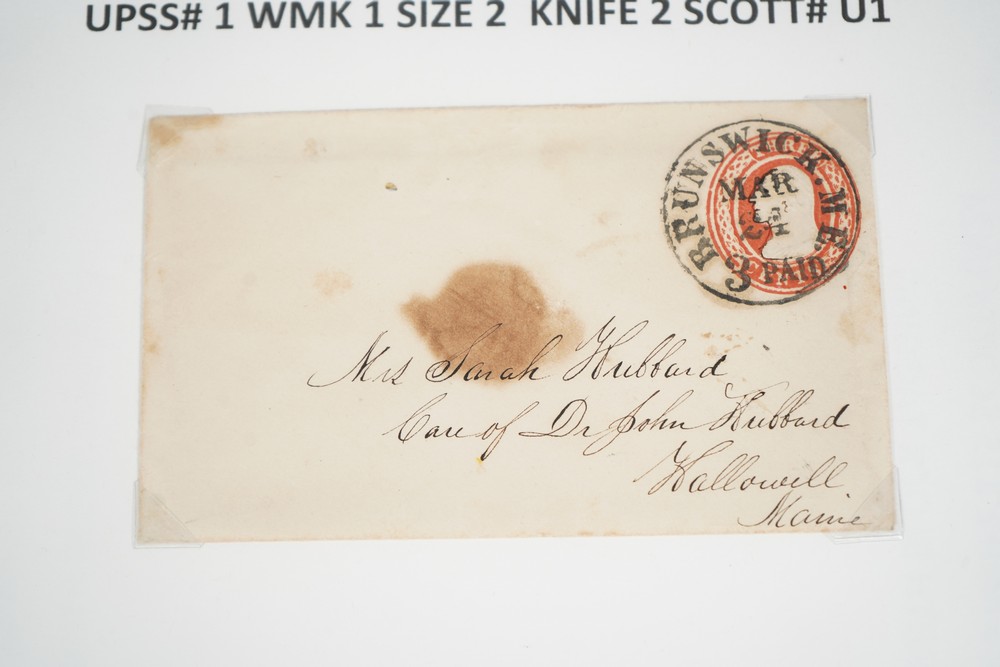 UPSS# 1 WMK 1 SIZE 2 KNIFE 2 SCOTT# U1
BRUNSWICK. ME.
MAR
3 PAID
Mrs Sarah Hubbard
Care of Dr John Hubbard
Hallowell
Maine